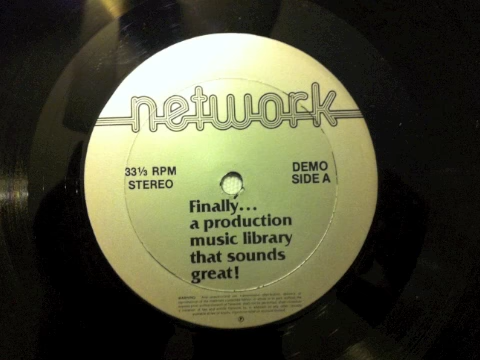 network
33⅓ RPM
STEREO
DEMO
SIDE A
Finally...
a production
music library
that sounds
great!
WARNING: